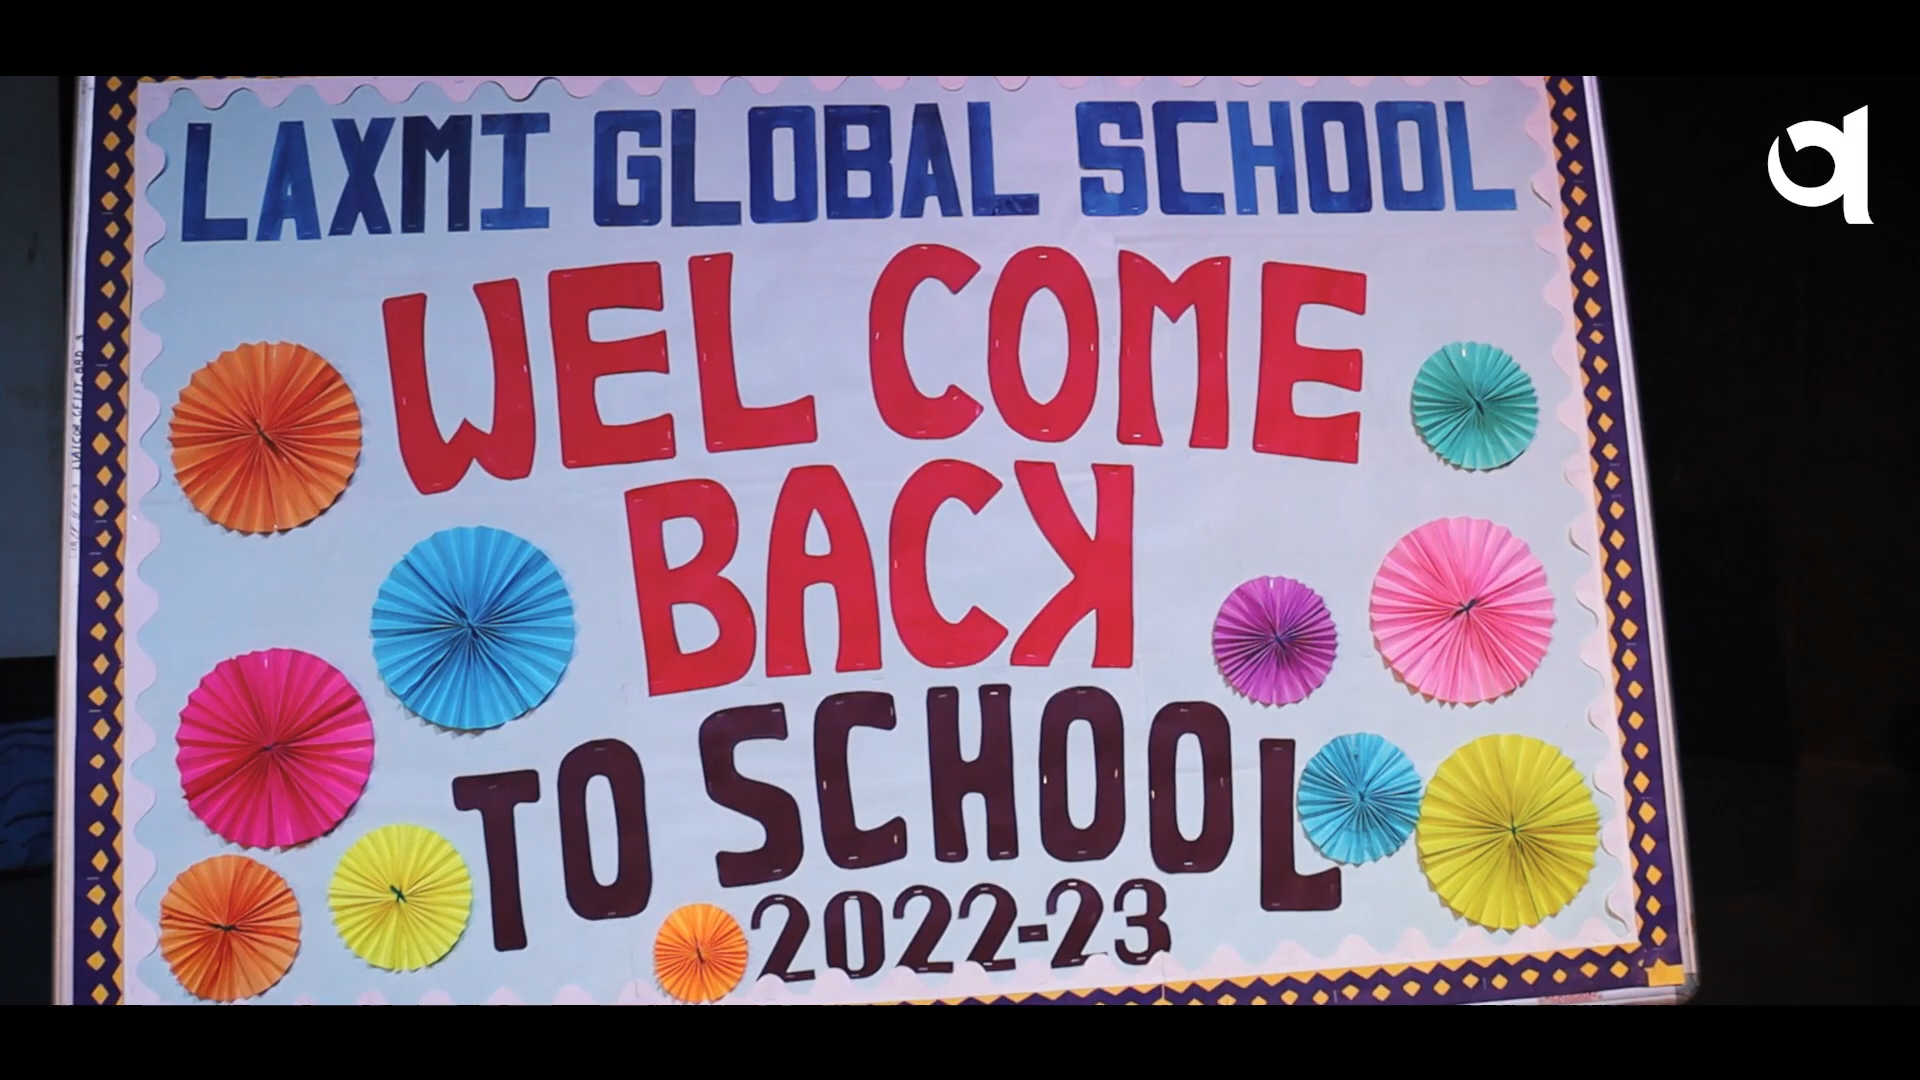 LAXMI GLOBAL SCHOOL
WEL COME
BACK
TO SCHOOL
2022-23